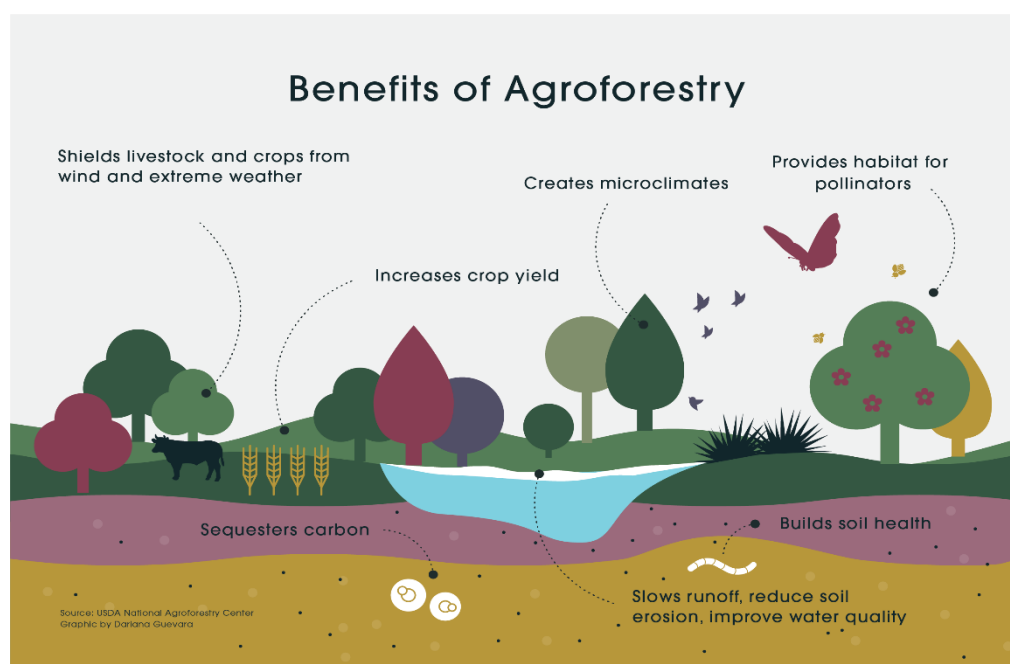 Benefits of Agroforestry
Shields livestock and crops from
wind and extreme weather
Creates microclimates
Provides habitat for
pollinators
Increases crop yield
Sequesters carbon
Builds soil health
Slows runoff, reduce soil
erosion, improve water quality
Source: USDA National Agroforestry Center
Graphic by Dariana Guevara